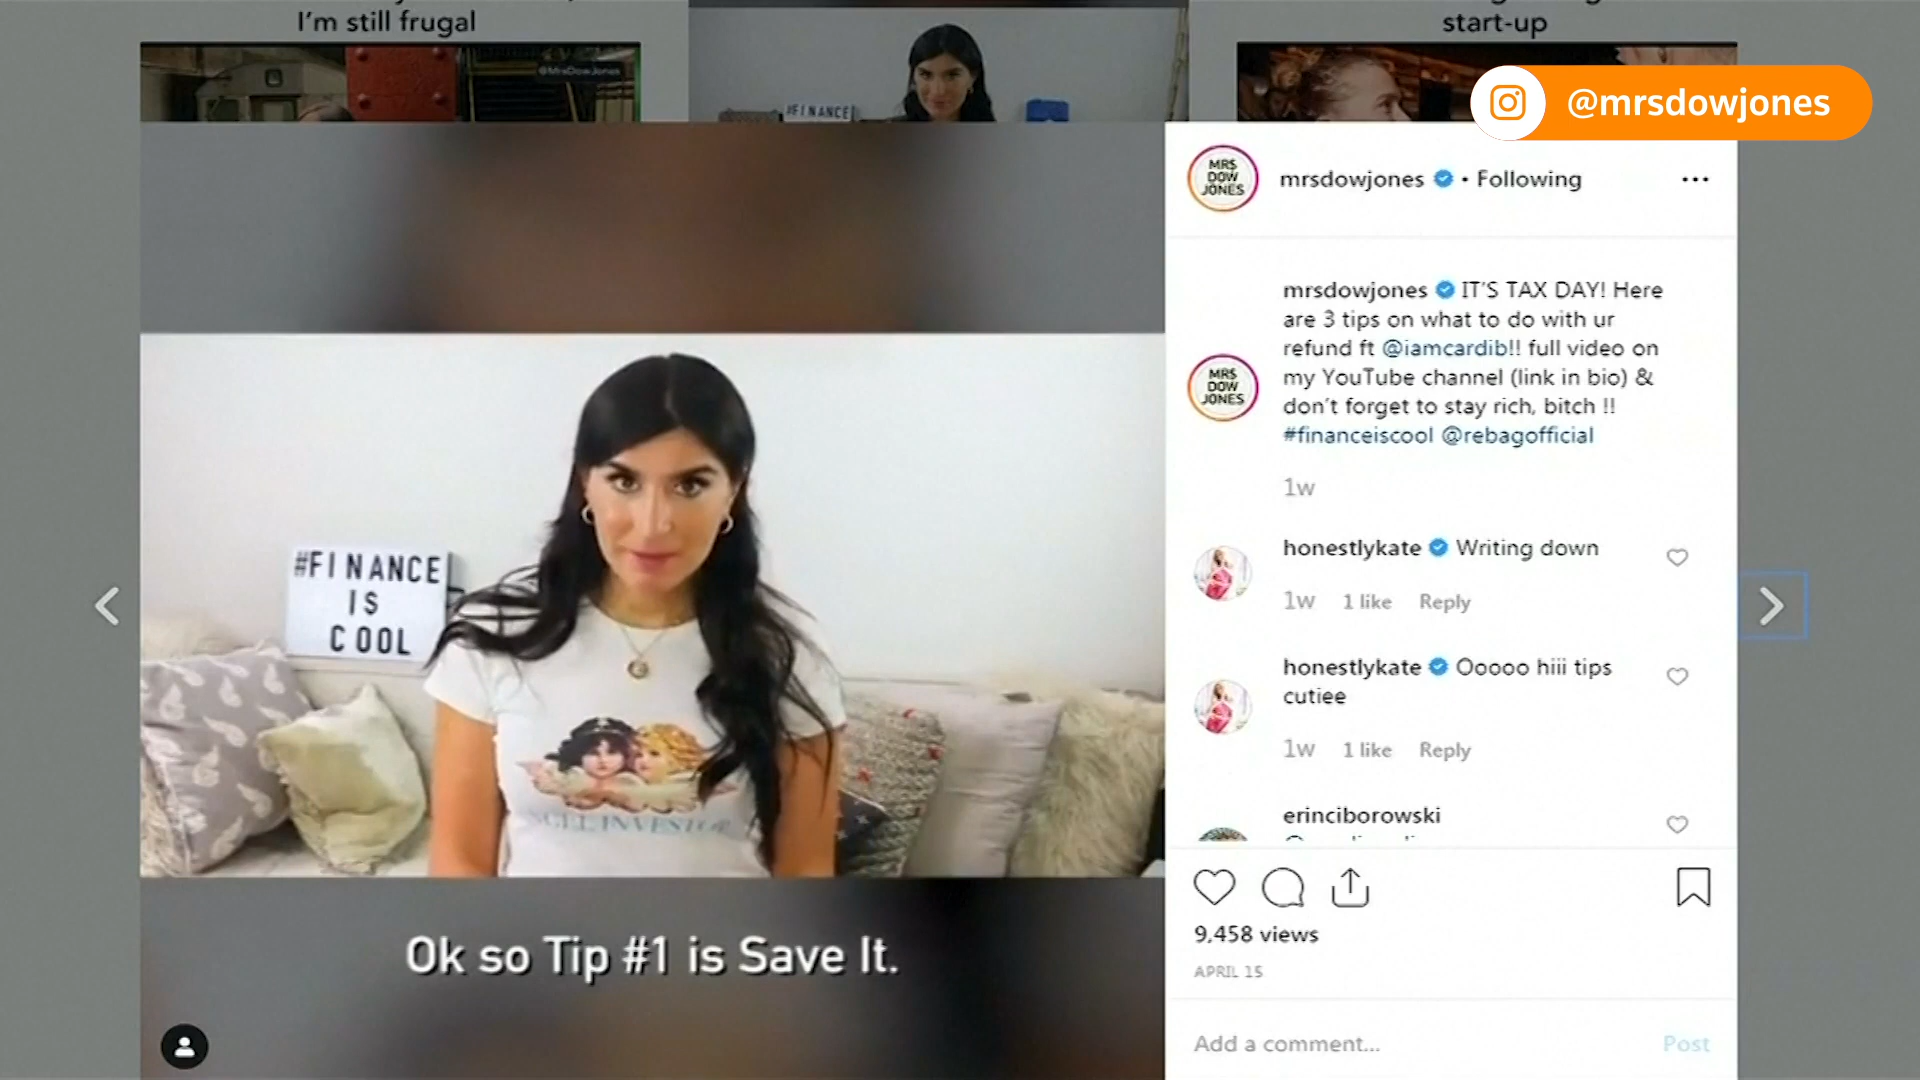 I'm still frugal
start-up
@MrsDowJones
#FINANCE
@mrsdowjones
MR$
DOW
JONES
mrsdowjones • Following
mrsdowjones IT'S TAX DAY! Here
are 3 tips on what to do with ur
refund ft @iamcardib!! full video on
my YouTube channel (link in bio) &
don't forget to stay rich, bitch !!
#financeiscool @rebagofficial
MR$
DOW
JONES
1w
honestlykate Writing down
1w 1 like Reply
honestlykate Ooooo hiii tips
cutiee
1w 1 like Reply
erinciborowski
#FINANCE
IS
COOL
INVESTOR
Ok so Tip #1 is Save It.
9,458 views
APRIL 15
Add a comment... Post